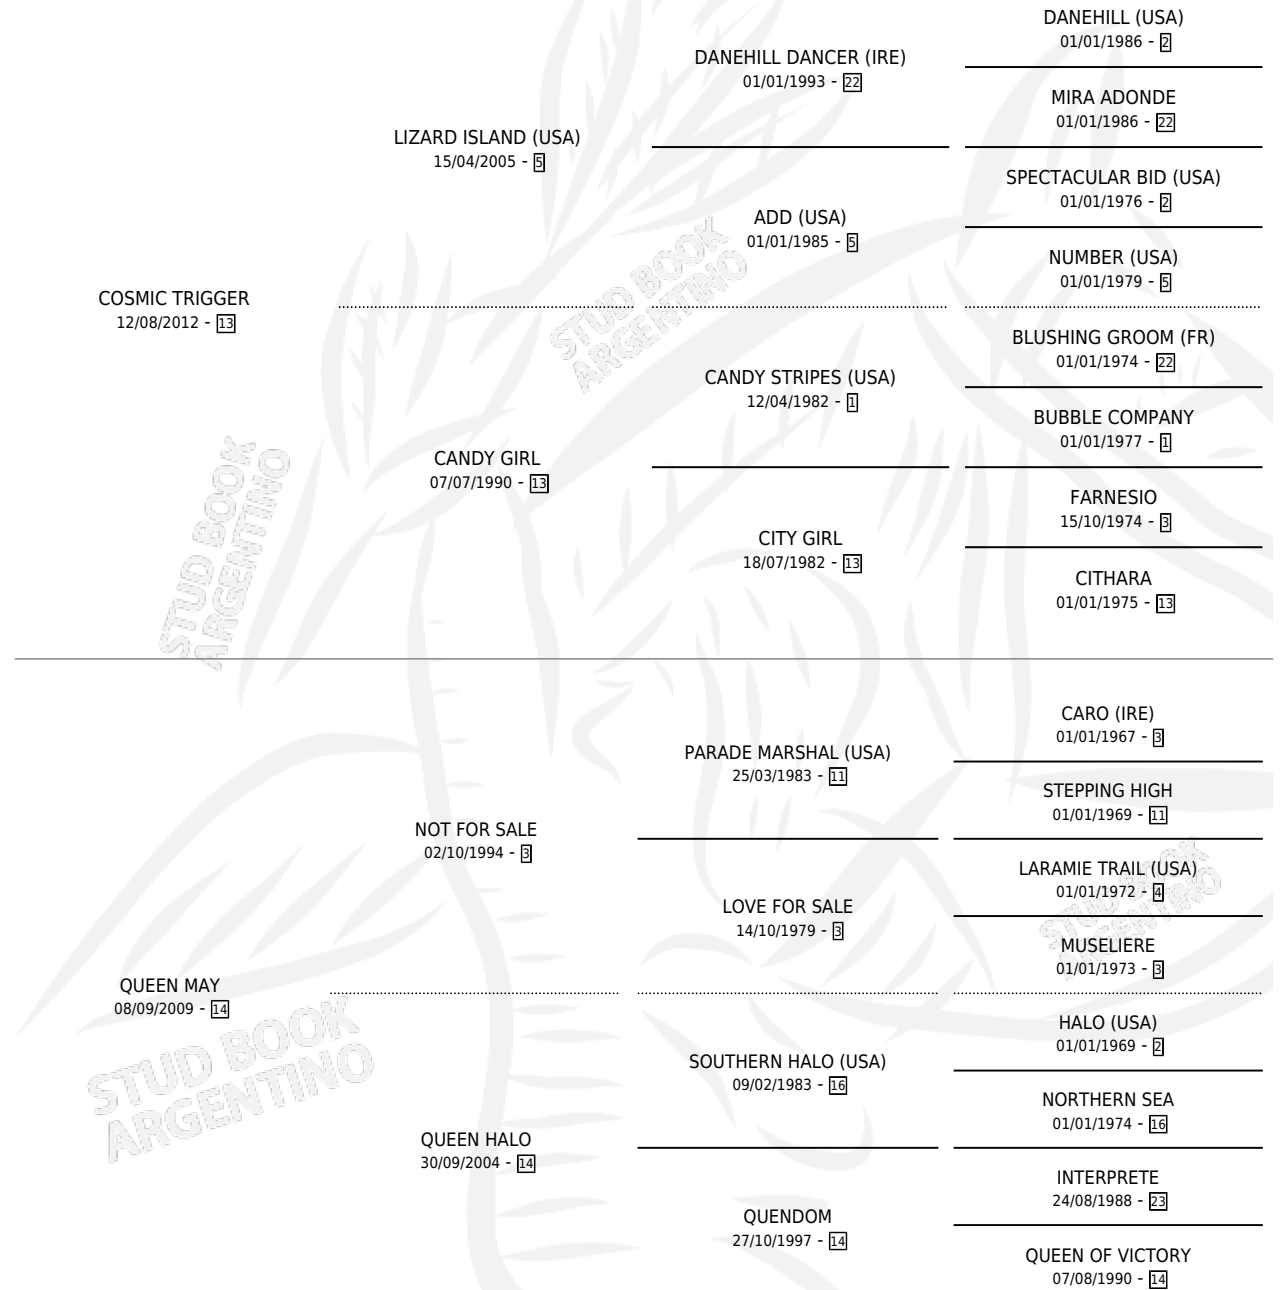 COSMIC TRIGGER
12/08/2012 - 13
LIZARD ISLAND (USA)
15/04/2005 - 5
DANEHILL DANCER (IRE)
01/01/1993 - 22
DANEHILL (USA)
01/01/1986 - 2
MIRA ADONDE
01/01/1986 - 22
ADD (USA)
01/01/1985 - 5
SPECTACULAR BID (USA)
01/01/1976 - 2
NUMBER (USA)
01/01/1979 - 5
CANDY GIRL
07/07/1990 - 13
CANDY STRIPES (USA)
12/04/1982 - 1
BLUSHING GROOM (FR)
01/01/1974 - 22
BUBBLE COMPANY
01/01/1977 - 1
CITY GIRL
18/07/1982 - 13
FARNESIO
15/10/1974 - 3
CITHARA
01/01/1975 - 13
QUEEN MAY
08/09/2009 - 14
NOT FOR SALE
02/10/1994 - 3
PARADE MARSHAL (USA)
25/03/1983 - 11
CARO (IRE)
01/01/1967 - 3
STEPPING HIGH
01/01/1969 - 11
LOVE FOR SALE
14/10/1979 - 3
LARAMIE TRAIL (USA)
01/01/1972 - 4
MUSELIERE
01/01/1973 - 3
QUEEN HALO
30/09/2004 - 14
SOUTHERN HALO (USA)
09/02/1983 - 16
HALO (USA)
01/01/1969 - 2
NORTHERN SEA
01/01/1974 - 16
QUENDOM
27/10/1997 - 14
INTERPRETE
24/08/1988 - 23
QUEEN OF VICTORY
07/08/1990 - 14
STUD BOOK
ARGENTINO
STUD BOOK
ARGENTINO
STUD BOOK
ARGENTINO
STUD BOOK
ARGENTINO